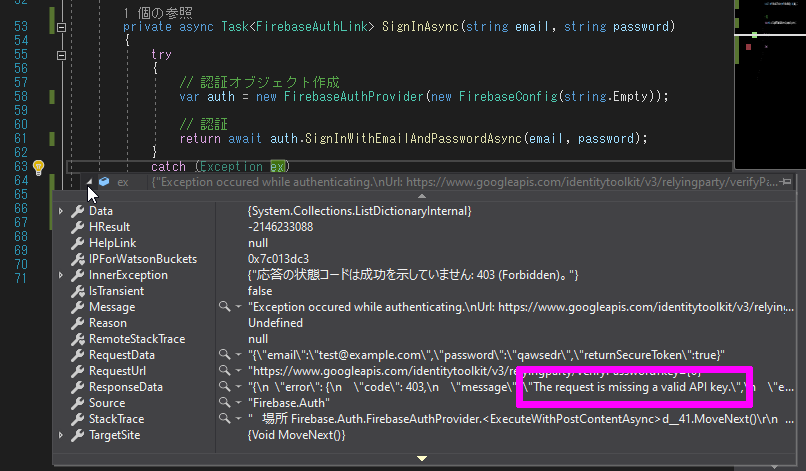 52
1 個の参照
53 private async Task<FirebaseAuthLink> SignInAsync(string email, string password)
54 {
55 try
56 {
57 // 認証オブジェクト作成
58 var auth = new FirebaseAuthProvider(new FirebaseConfig(string.Empty));
59
60 // 認証
61 return await auth.SignInWithEmailAndPasswordAsync(email, password);
62 }
63 catch (Exception ex)
64 ex {"Exception occured while authenticating.\nUrl: https://www.googleapis.com/identitytoolkit/v3/relyingparty/verifyPa
65
66 Data {System.Collections.ListDictionaryInternal}
67 HResult -2146233088
68 HelpLink null
69 IPForWatsonBuckets 0x7c013dc3
70 InnerException {"応答の状態コードは成功を示していません: 403 (Forbidden)。"}
71 IsTransient false
Message "Exception occured while authenticating.\nUrl: https://www.googleapis.com/identitytoolkit/v3/relying...
Reason Undefined
RemoteStackTrace null
RequestData "{\"email\":\"test@example.com\",\"password\":\"qawsedr\",\"returnSecureToken\":true}"
RequestUrl "https://www.googleapis.com/identitytoolkit/v3/relyingparty/verifyPassword?key={0}"
ResponseData "{\n \"error\": {\n \"code\": 403,\n \"message\": \"The request is missing a valid API key.\",\n \"e...
Source "Firebase.Auth"
StackTrace " 場所 Firebase.Auth.FirebaseAuthProvider.<ExecuteWithPostContentAsync>d__41.MoveNext()\r\n ...
TargetSite {Void MoveNext()}